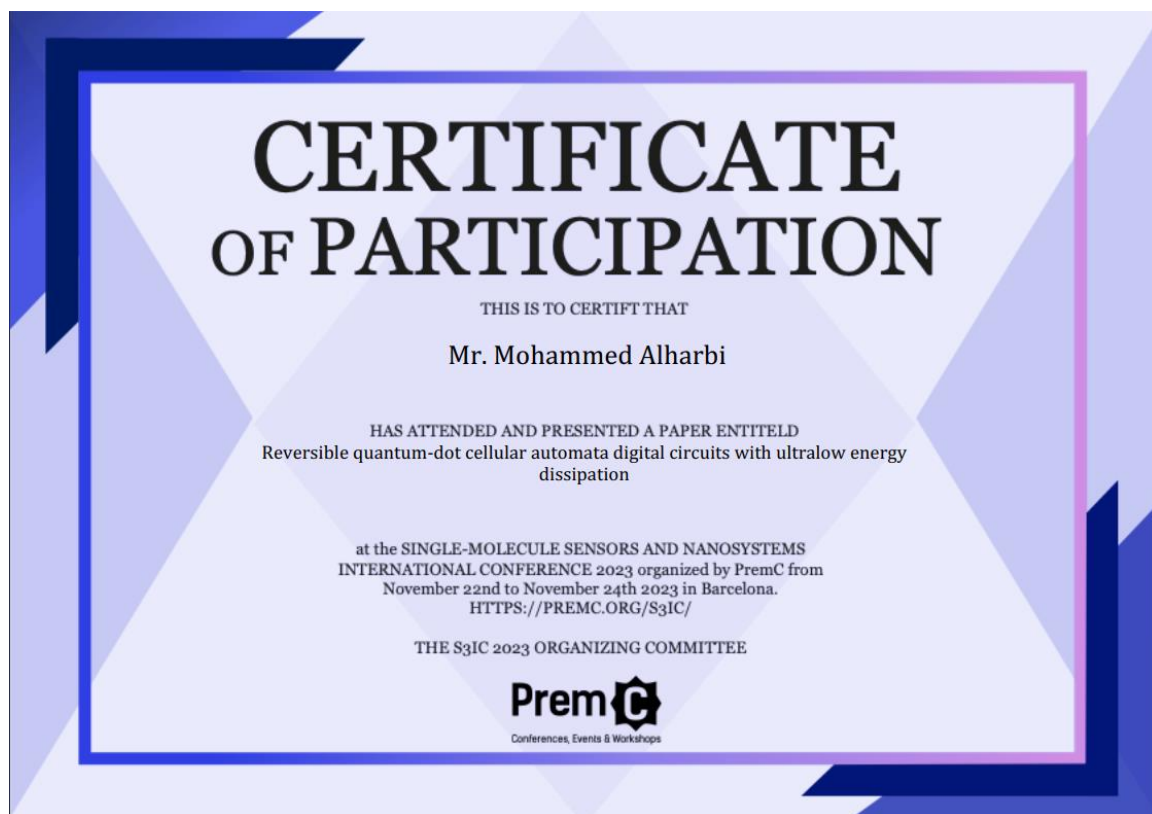 CERTIFICATE
OF PARTICIPATION
THIS IS TO CERTIFT THAT
Mr. Mohammed Alharbi
HAS ATTENDED AND PRESENTED A PAPER ENTITELD
Reversible quantum-dot cellular automata digital circuits with ultralow energy
dissipation
at the SINGLE-MOLECULE SENSORS AND NANOSYSTEMS
INTERNATIONAL CONFERENCE 2023 organized by PremC from
November 22nd to November 24th 2023 in Barcelona.
HTTPS://PREMC.ORG/S3IC/
THE S3IC 2023 ORGANIZING COMMITTEE
PremC
Conferences, Events & Workshops